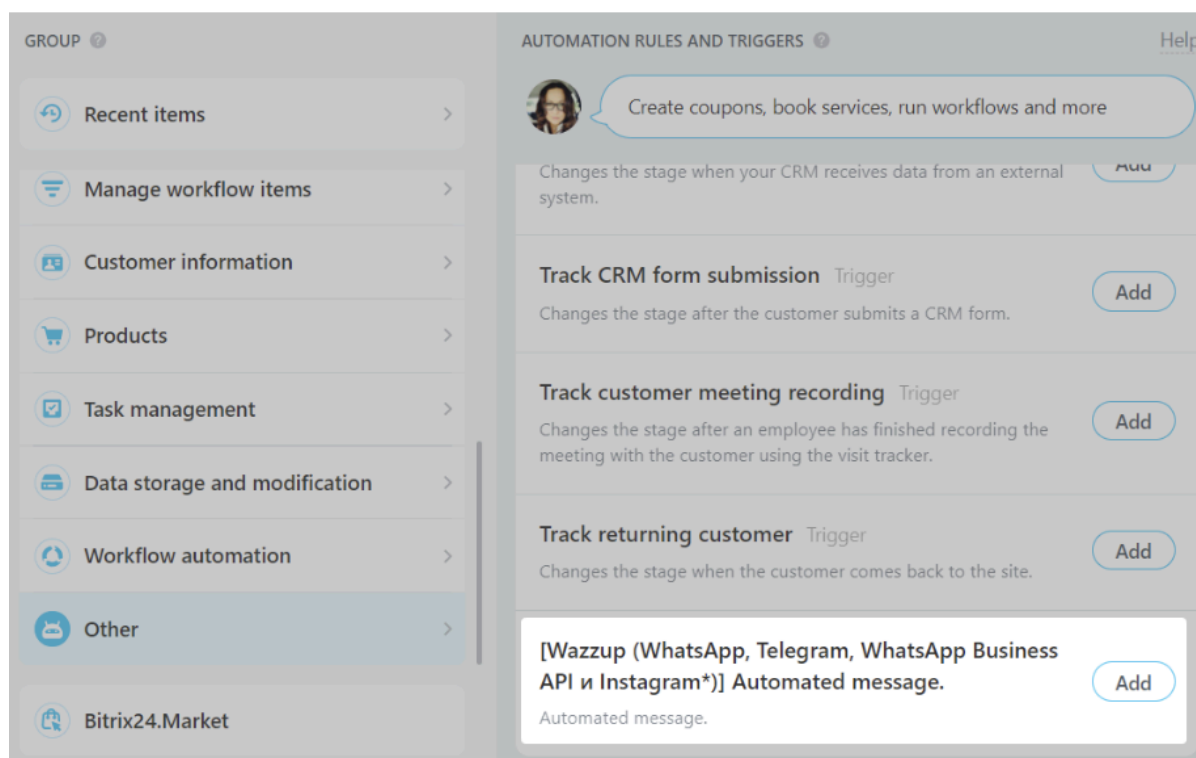 GROUP
Recent items
Manage workflow items
Customer information
Products
Task management
Data storage and modification
Workflow automation
Other
Bitrix24.Market
AUTOMATION RULES AND TRIGGERS
Help
Create coupons, book services, run workflows and more
Changes the stage when your CRM receives data from an external
system.
Add
Track CRM form submission Trigger
Changes the stage after the customer submits a CRM form.
Add
Track customer meeting recording Trigger
Changes the stage after an employee has finished recording the
meeting with the customer using the visit tracker.
Add
Track returning customer Trigger
Changes the stage when the customer comes back to the site.
Add
[Wazzup (WhatsApp, Telegram, WhatsApp Business
API и Instagram*)] Automated message.
Automated message.
Add